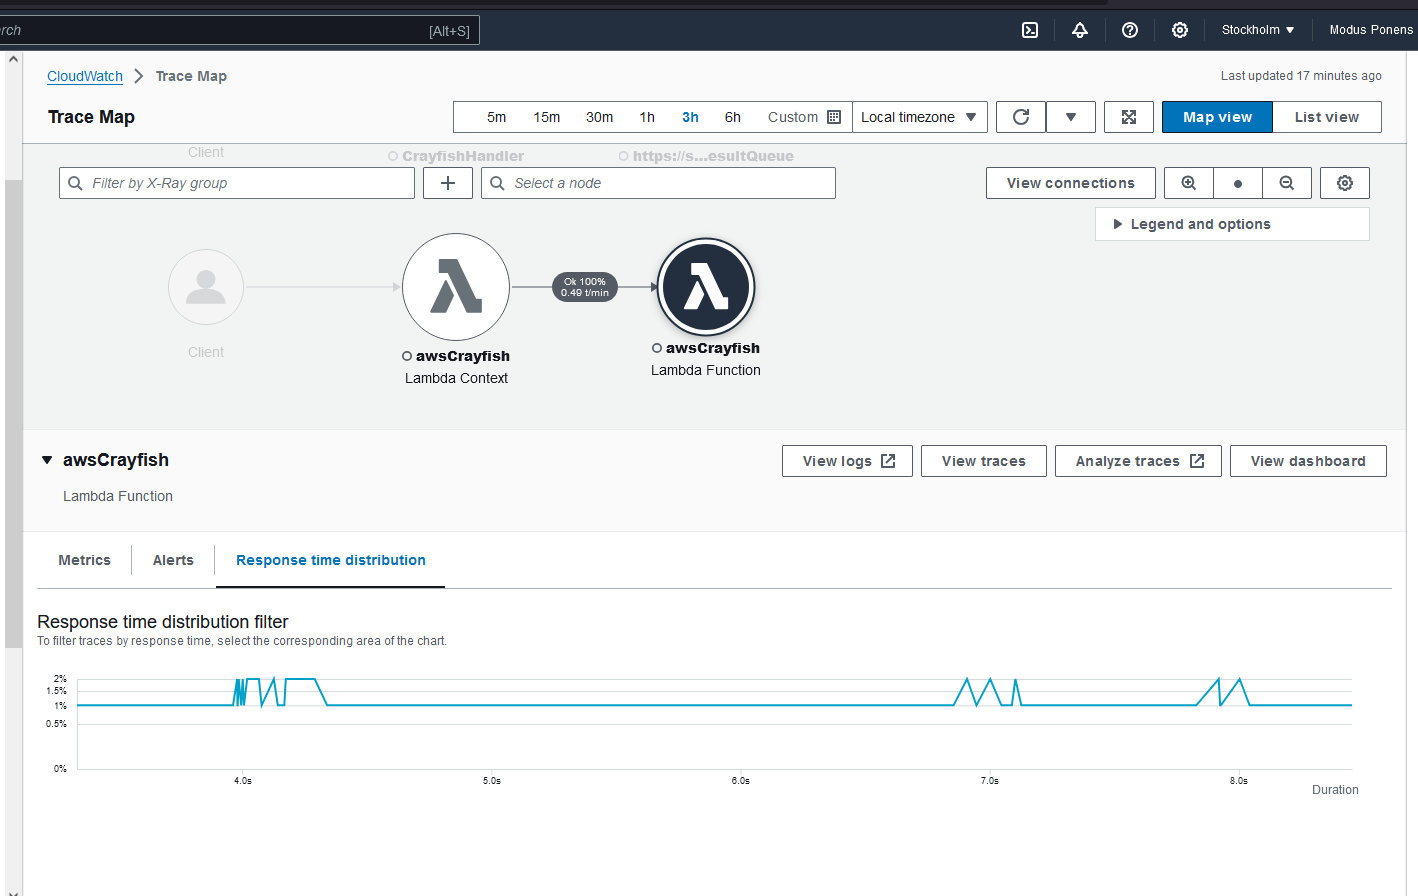 rch [Alt+S] Stockholm ▼ Modus Ponens
CloudWatch > Trace Map Last updated 17 minutes ago
Trace Map 5m 15m 30m 1h 3h 6h Custom Local timezone ▼ Map view List view
Client CrayfishHandler https://s...esultQueue
Filter by X-Ray group + Select a node View connections
Legend and options
Ok 100%
0.49 t/min
Client
awsCrayfish
Lambda Context
awsCrayfish
Lambda Function
awsCrayfish View logs View traces Analyze traces View dashboard
Lambda Function
Metrics Alerts Response time distribution
Response time distribution filter
To filter traces by response time, select the corresponding area of the chart.
2%
1.5%
1%
0.5%
0%
4.0s 5.0s 6.0s 7.0s 8.0s
Duration